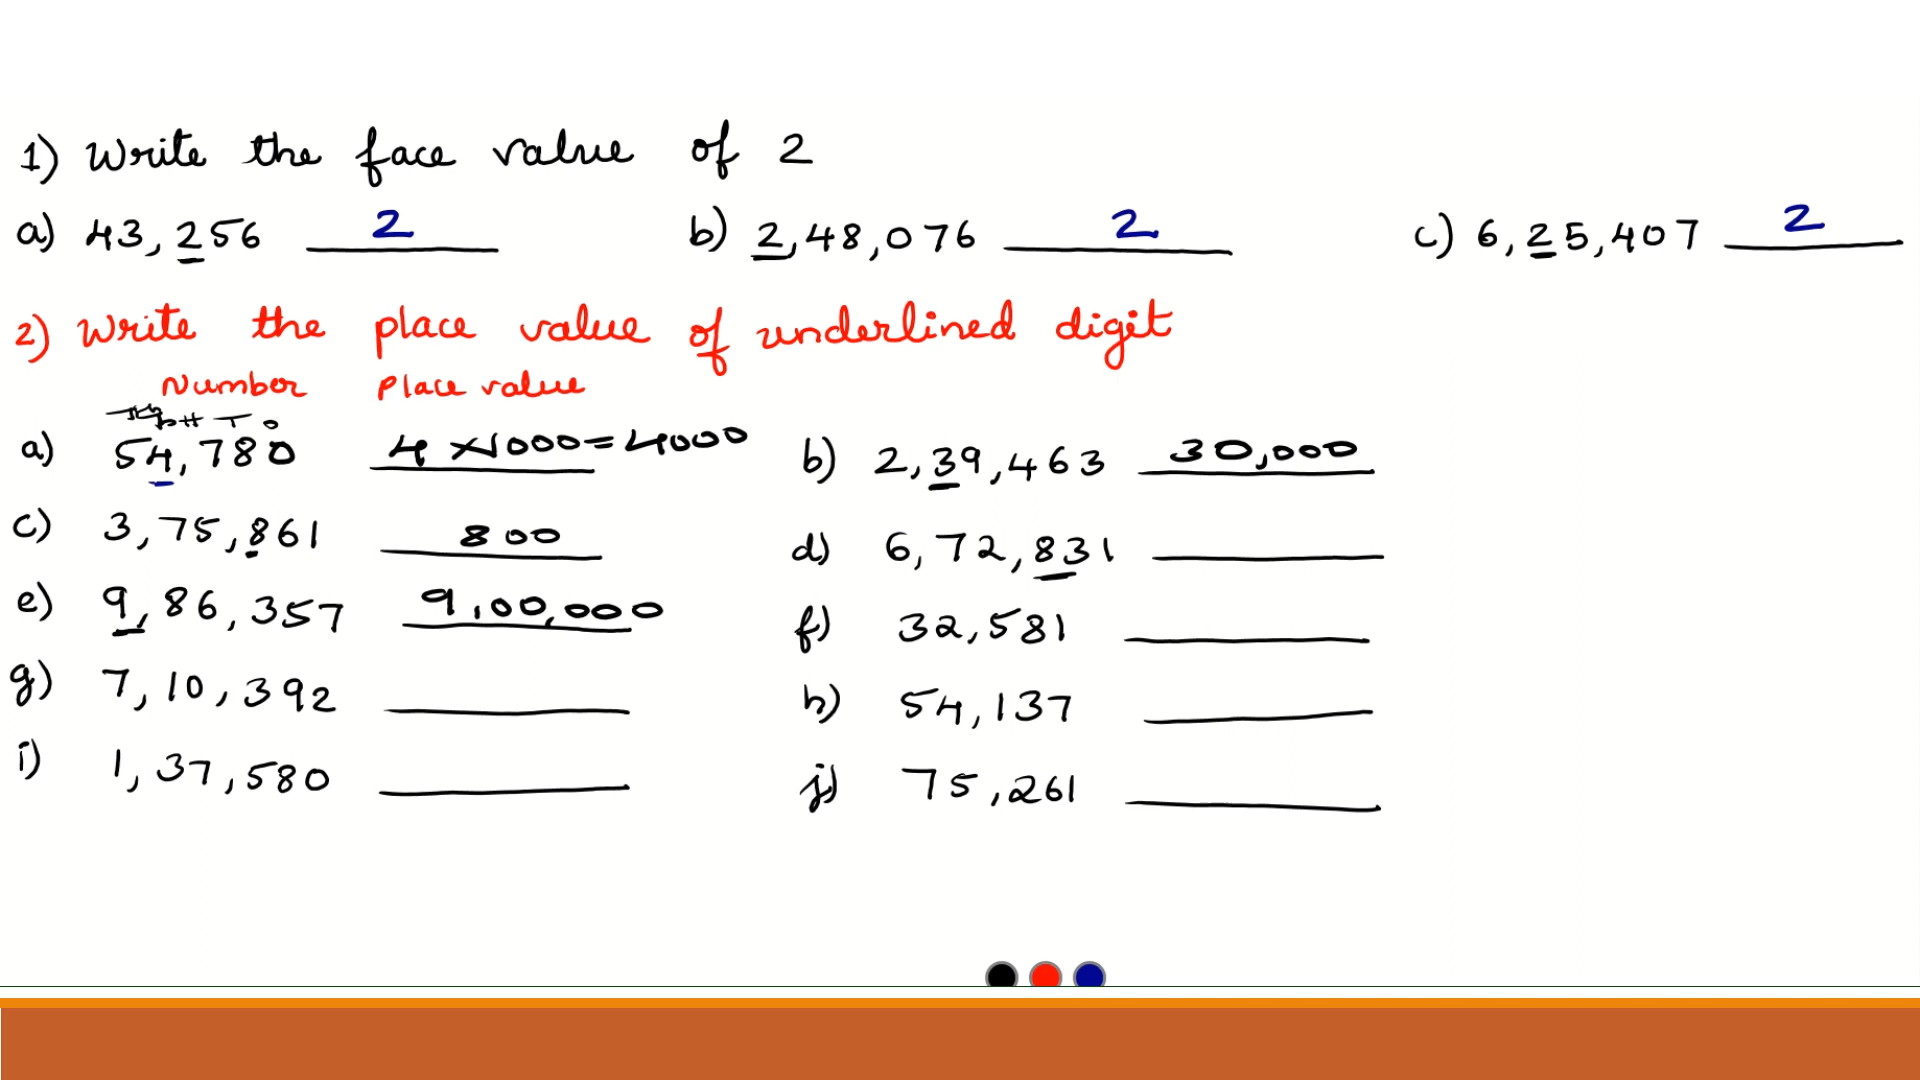 1) Write the face value of 2
a) 43,256 2 b) 2,48,076 2 c) 6,25,407 2
2) Write the place value of underlined digit
Number Place value
H T O
a) 54,780 4 × 1000 = 4000 b) 2,39,463 30,000
c) 3,75,861 800 d) 6,72,831
e) 9,86,357 9,00,000 f) 32,581
g) 7,10,392 h) 54,137
i) 1,37,580 j) 75,261